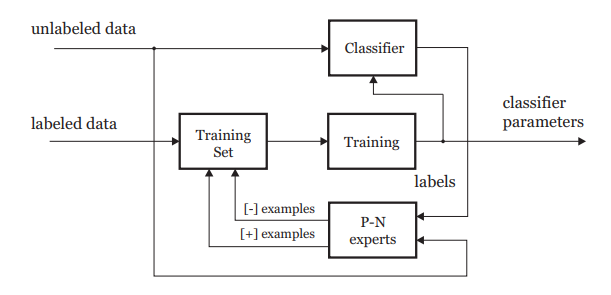 unlabeled data
Classifier
classifier
parameters
labeled data
Training
Set
Training
labels
[-] examples
[+] examples
P-N
experts